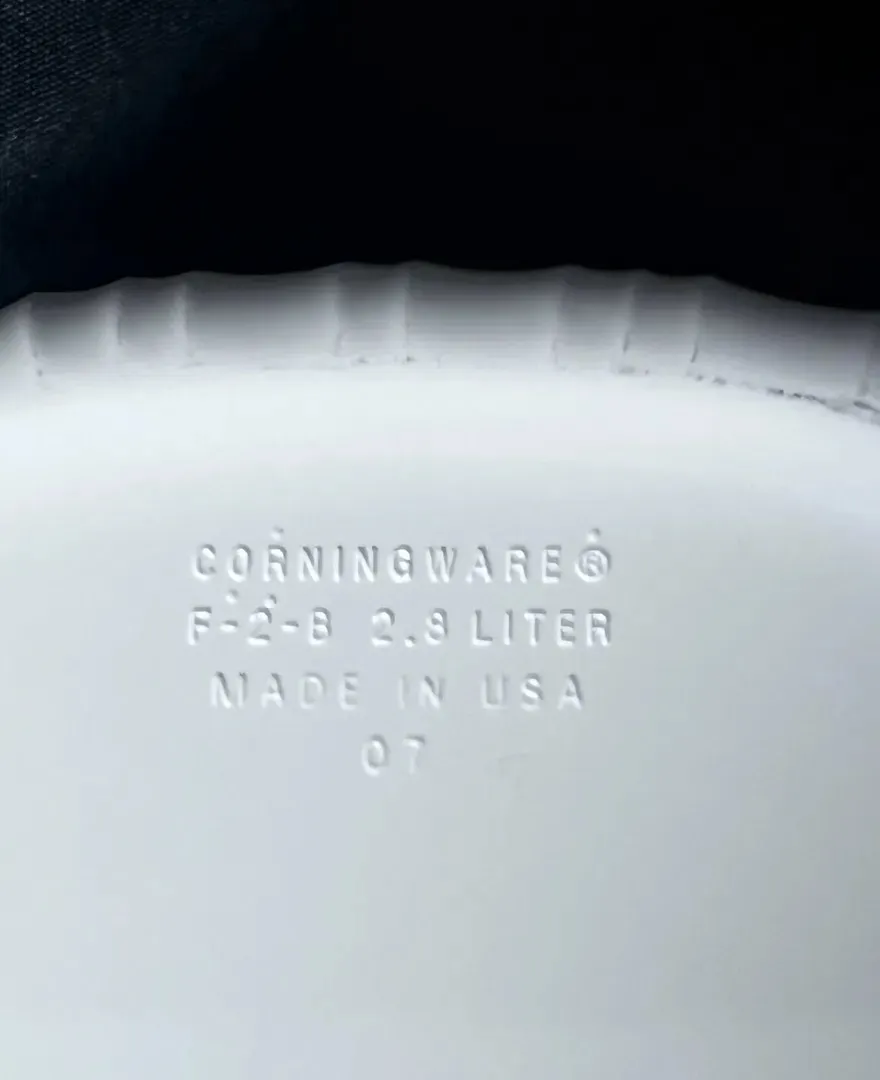 CORNINGWARE®
F-2-B 2.8 LITER
MADE IN USA
07